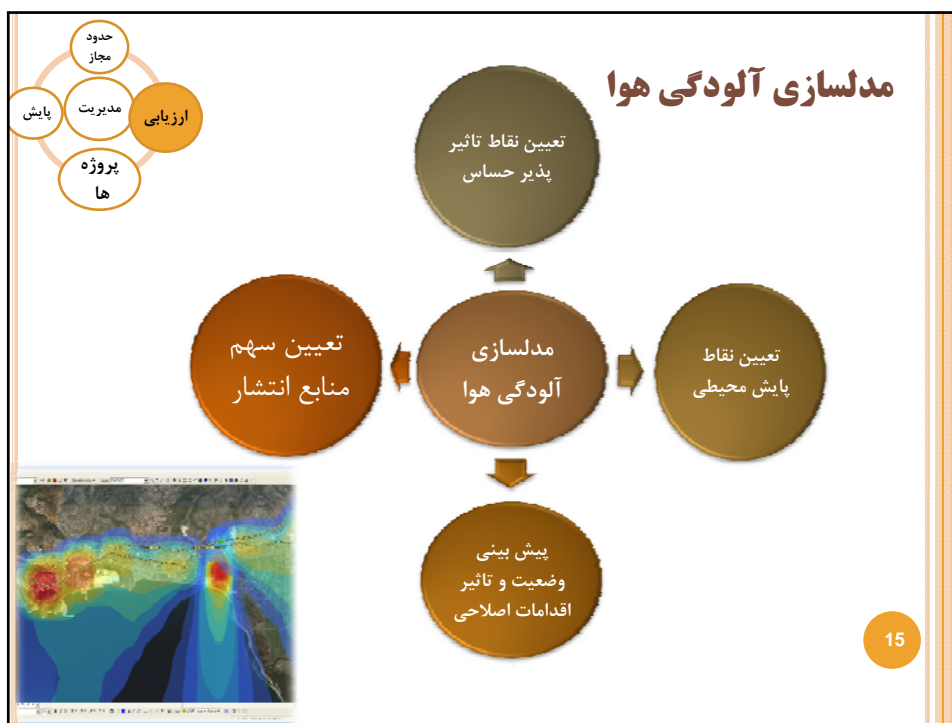 مدلسازی آلودگی هوا
حدود
مجاز
ارزیابی
مدیریت
پایش
پروژه
ها
تعیین نقاط تاثیر
پذیر حساس
تعیین سهم
منابع انتشار
مدلسازی
آلودگی هوا
تعیین نقاط
پایش محیطی
پیش بینی
وضعیت و تاثیر
اقدامات اصلاحی
15